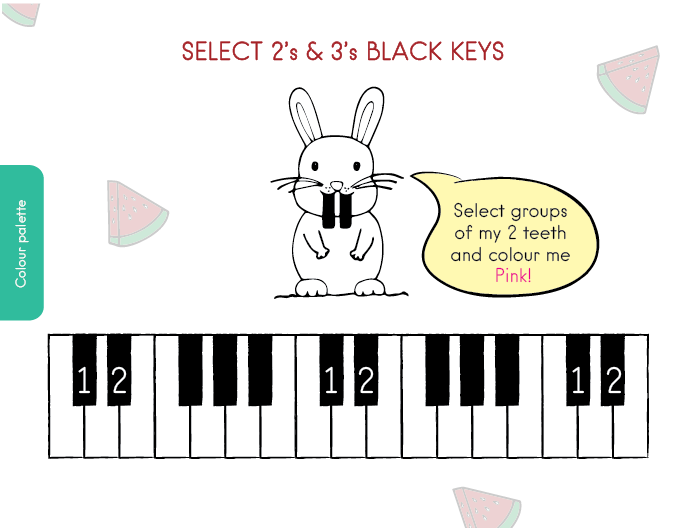 SELECT 2's & 3's BLACK KEYS
Colour palette
Select groups
of my 2 teeth
and colour me
Pink!
1 2 1 2 1 2